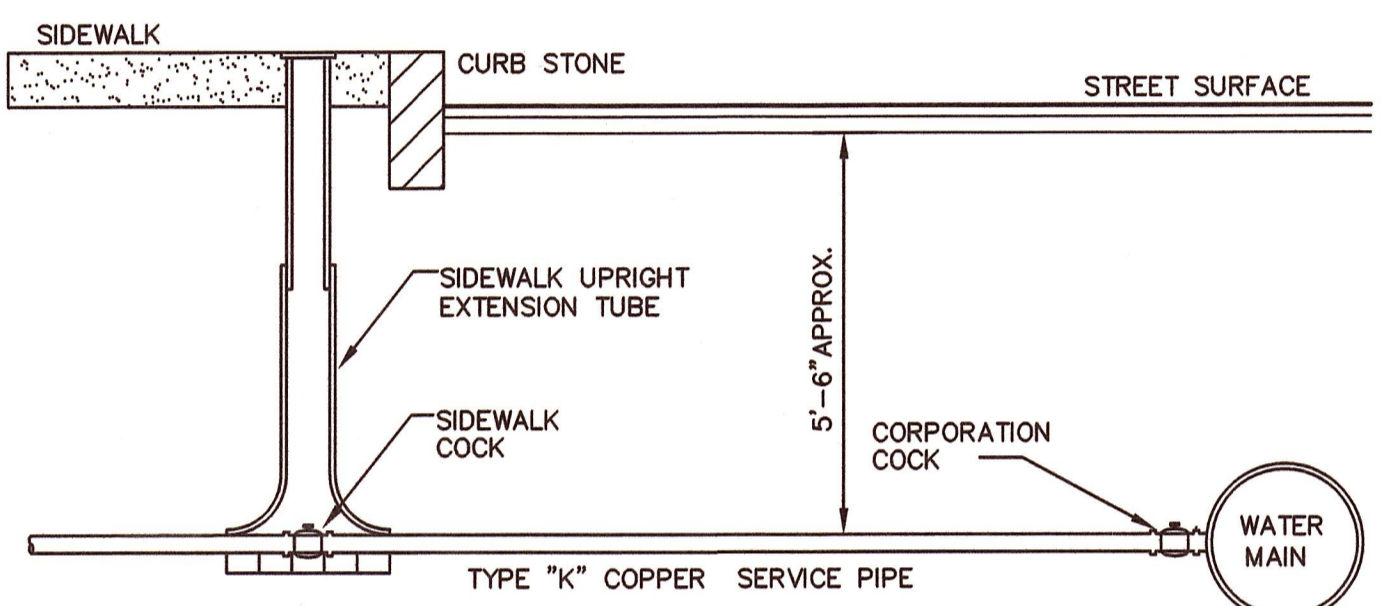 SIDEWALK
CURB STONE
STREET SURFACE
SIDEWALK UPRIGHT
EXTENSION TUBE
5'-6" APPROX.
SIDEWALK
COCK
CORPORATION
COCK
WATER
MAIN
TYPE "K" COPPER SERVICE PIPE